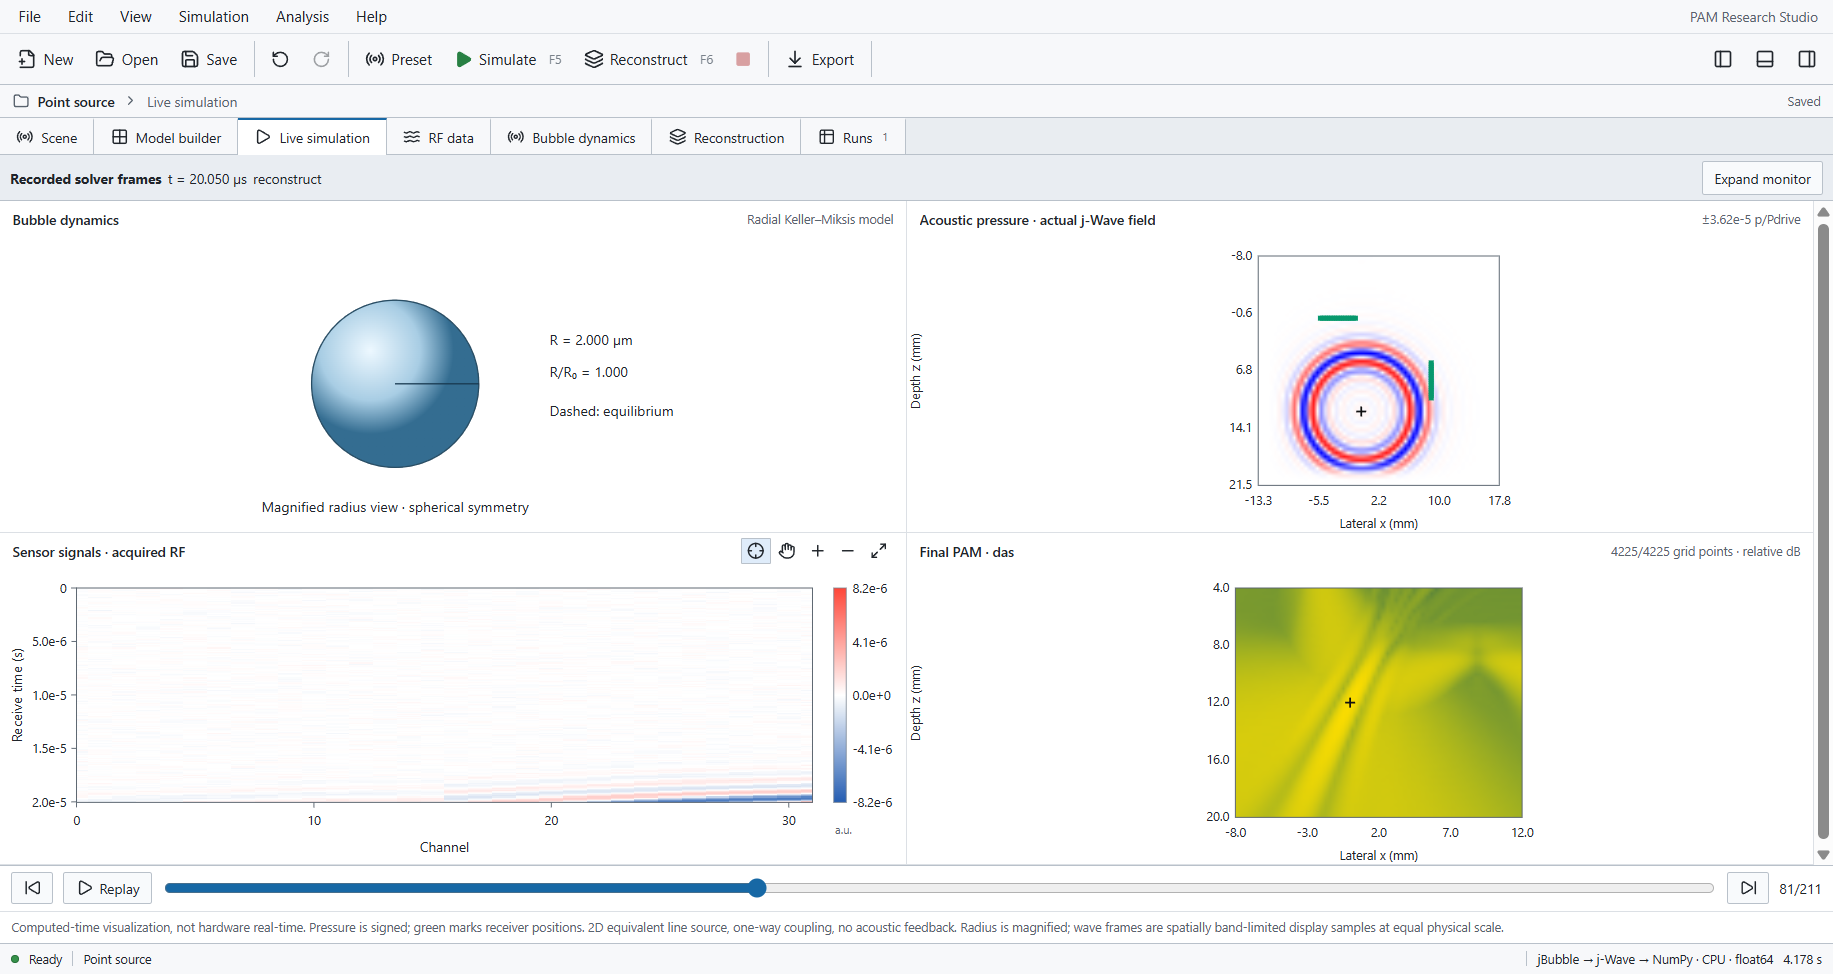 File Edit View Simulation Analysis Help PAM Research Studio
New Open Save Preset Simulate F5 Reconstruct F6 Export
Point source Live simulation Saved
Scene Model builder Live simulation RF data Bubble dynamics Reconstruction Runs 1
Recorded solver frames t = 20.050 µs reconstruct Expand monitor
Bubble dynamics Radial Keller–Miksis model
R = 2.000 µm
R/R₀ = 1.000
Dashed: equilibrium
Magnified radius view · spherical symmetry
Acoustic pressure · actual j-Wave field ±3.62e-5 p/Pdrive
Depth z (mm)
-8.0
-0.6
6.8
14.1
21.5
-13.3 -5.5 2.2 10.0 17.8
Lateral x (mm)
Sensor signals · acquired RF
Receive time (s)
0
5.0e-6
1.0e-5
1.5e-5
2.0e-5
0 10 20 30
Channel
8.2e-6
4.1e-6
0.0e+0
-4.1e-6
-8.2e-6
a.u.
Final PAM · das 4225/4225 grid points · relative dB
Depth z (mm)
4.0
8.0
12.0
16.0
20.0
-8.0 -3.0 2.0 7.0 12.0
Lateral x (mm)
Replay 81/211
Computed-time visualization, not hardware real-time. Pressure is signed; green marks receiver positions. 2D equivalent line source, one-way coupling, no acoustic feedback. Radius is magnified; wave frames are spatially band-limited display samples at equal physical scale.
Ready Point source jBubble → j-Wave → NumPy · CPU · float64 4.178 s